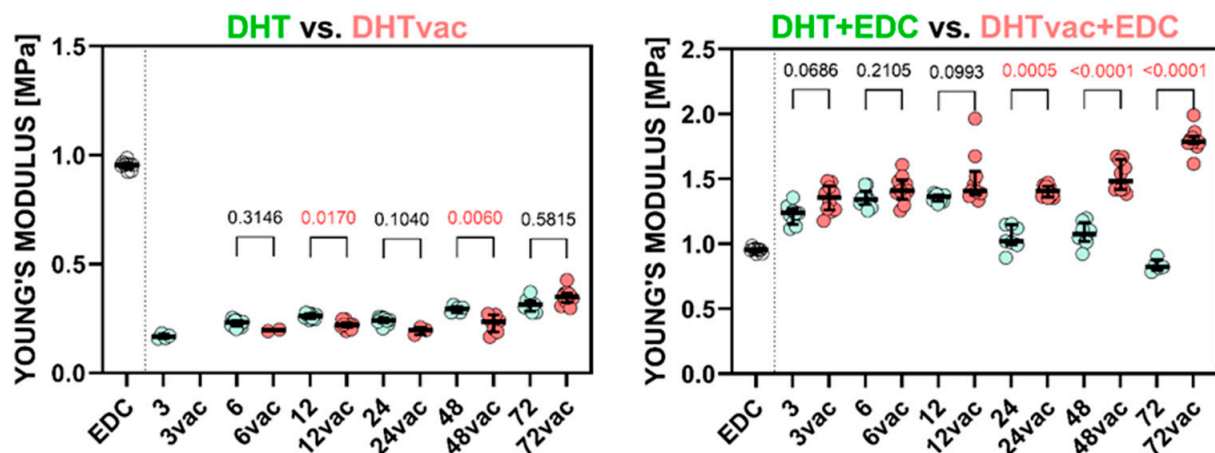 DHT vs. DHTvac
YOUNG'S MODULUS [MPa]
1.5
1.0
0.5
0.0
0.3146 0.0170 0.1040 0.0060 0.5815
EDC 3 3vac 6 6vac 12 12vac 24 24vac 48 48vac 72 72vac
DHT+EDC vs. DHTvac+EDC
YOUNG'S MODULUS [MPa]
2.5
2.0
1.5
1.0
0.5
0.0
0.0686 0.2105 0.0993 0.0005 <0.0001 <0.0001
EDC 3 3vac 6 6vac 12 12vac 24 24vac 48 48vac 72 72vac